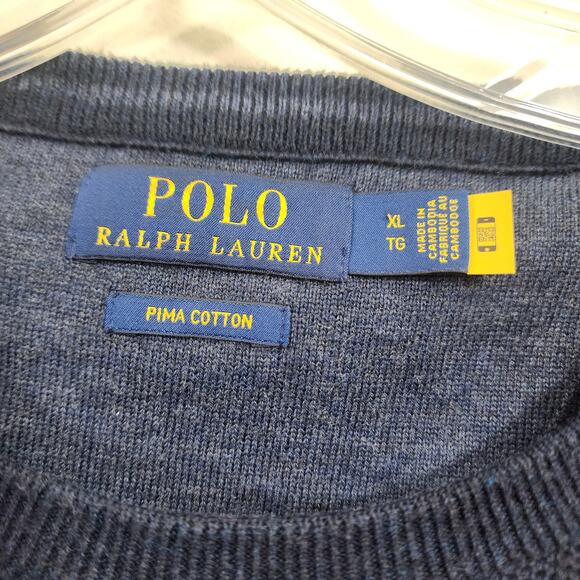 POLO
RALPH LAUREN
XL
TG
MADE IN
CAMBODIA
FABRIQUÉ AU
CAMBODGE
PIMA COTTON